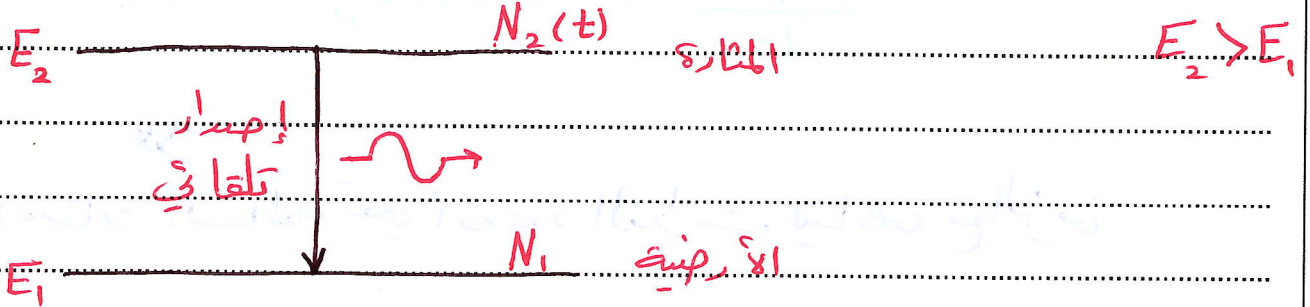 E₂ N₂(t) المثارة E₂ > E₁
إصدار
تلقائي
E₁ N₁ الأرضية